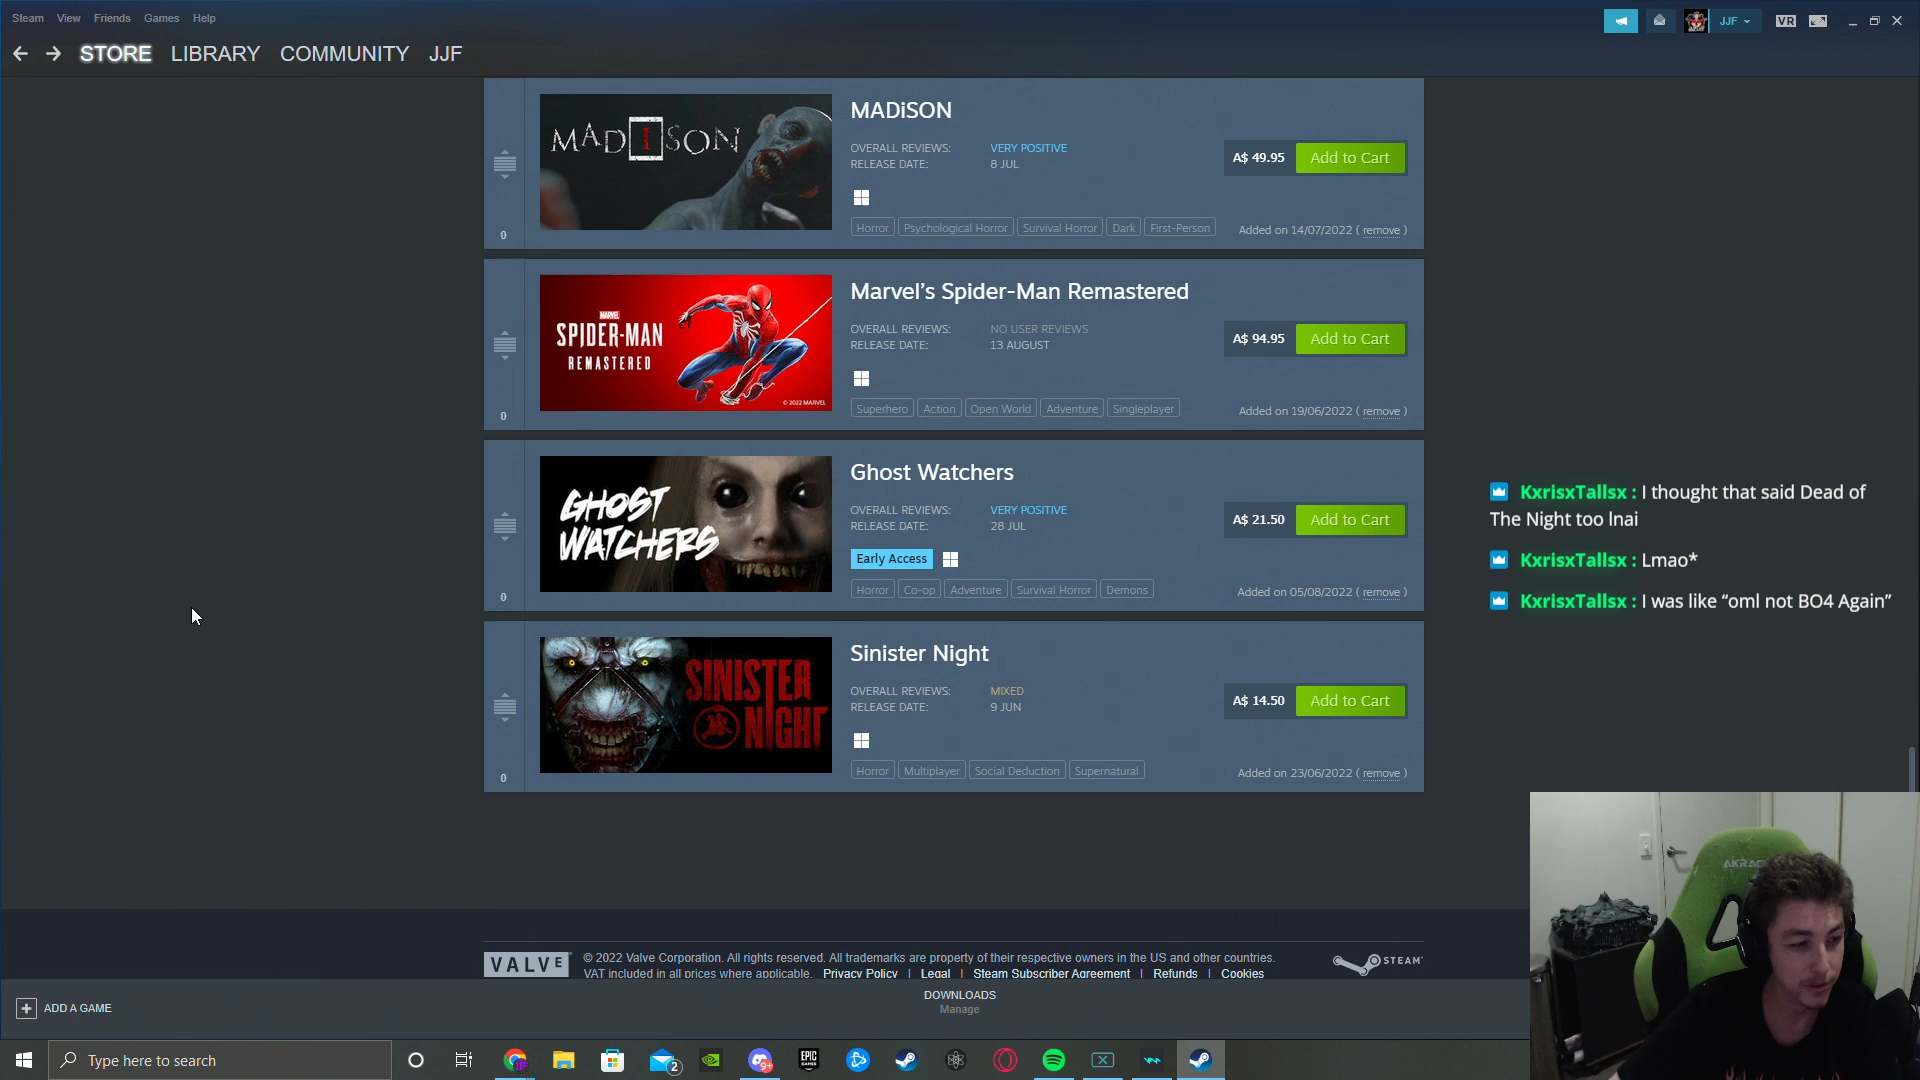 Steam View Friends Games Help
JJF
VR
STORE LIBRARY COMMUNITY JJF
MADISON
MADiSON
OVERALL REVIEWS: VERY POSITIVE
RELEASE DATE: 8 JUL
A$ 49.95 Add to Cart
0
Horror Psychological Horror Survival Horror Dark First-Person
Added on 14/07/2022 ( remove )
MARVEL
SPIDER-MAN
REMASTERED
© 2022 MARVEL
Marvel’s Spider-Man Remastered
OVERALL REVIEWS: NO USER REVIEWS
RELEASE DATE: 13 AUGUST
A$ 94.95 Add to Cart
0
Superhero Action Open World Adventure Singleplayer
Added on 19/06/2022 ( remove )
GHOST
WATCHERS
Ghost Watchers
OVERALL REVIEWS: VERY POSITIVE
RELEASE DATE: 28 JUL
A$ 21.50 Add to Cart
Early Access
0
Horror Co-op Adventure Survival Horror Demons
Added on 05/08/2022 ( remove )
SINISTER
NIGHT
Sinister Night
OVERALL REVIEWS: MIXED
RELEASE DATE: 9 JUN
A$ 14.50 Add to Cart
0
Horror Multiplayer Social Deduction Supernatural
Added on 23/06/2022 ( remove )
KxrisxTallsx : I thought that said Dead of
The Night too lnai
KxrisxTallsx : Lmao*
KxrisxTallsx : I was like “oml not BO4 Again”
AKRAC
VALVE
© 2022 Valve Corporation. All rights reserved. All trademarks are property of their respective owners in the US and other countries.
VAT included in all prices where applicable. Privacy Policy | Legal | Steam Subscriber Agreement | Refunds | Cookies
STEAM
ADD A GAME
DOWNLOADS
Manage
Type here to search
2
9+
EPIC
GAMES